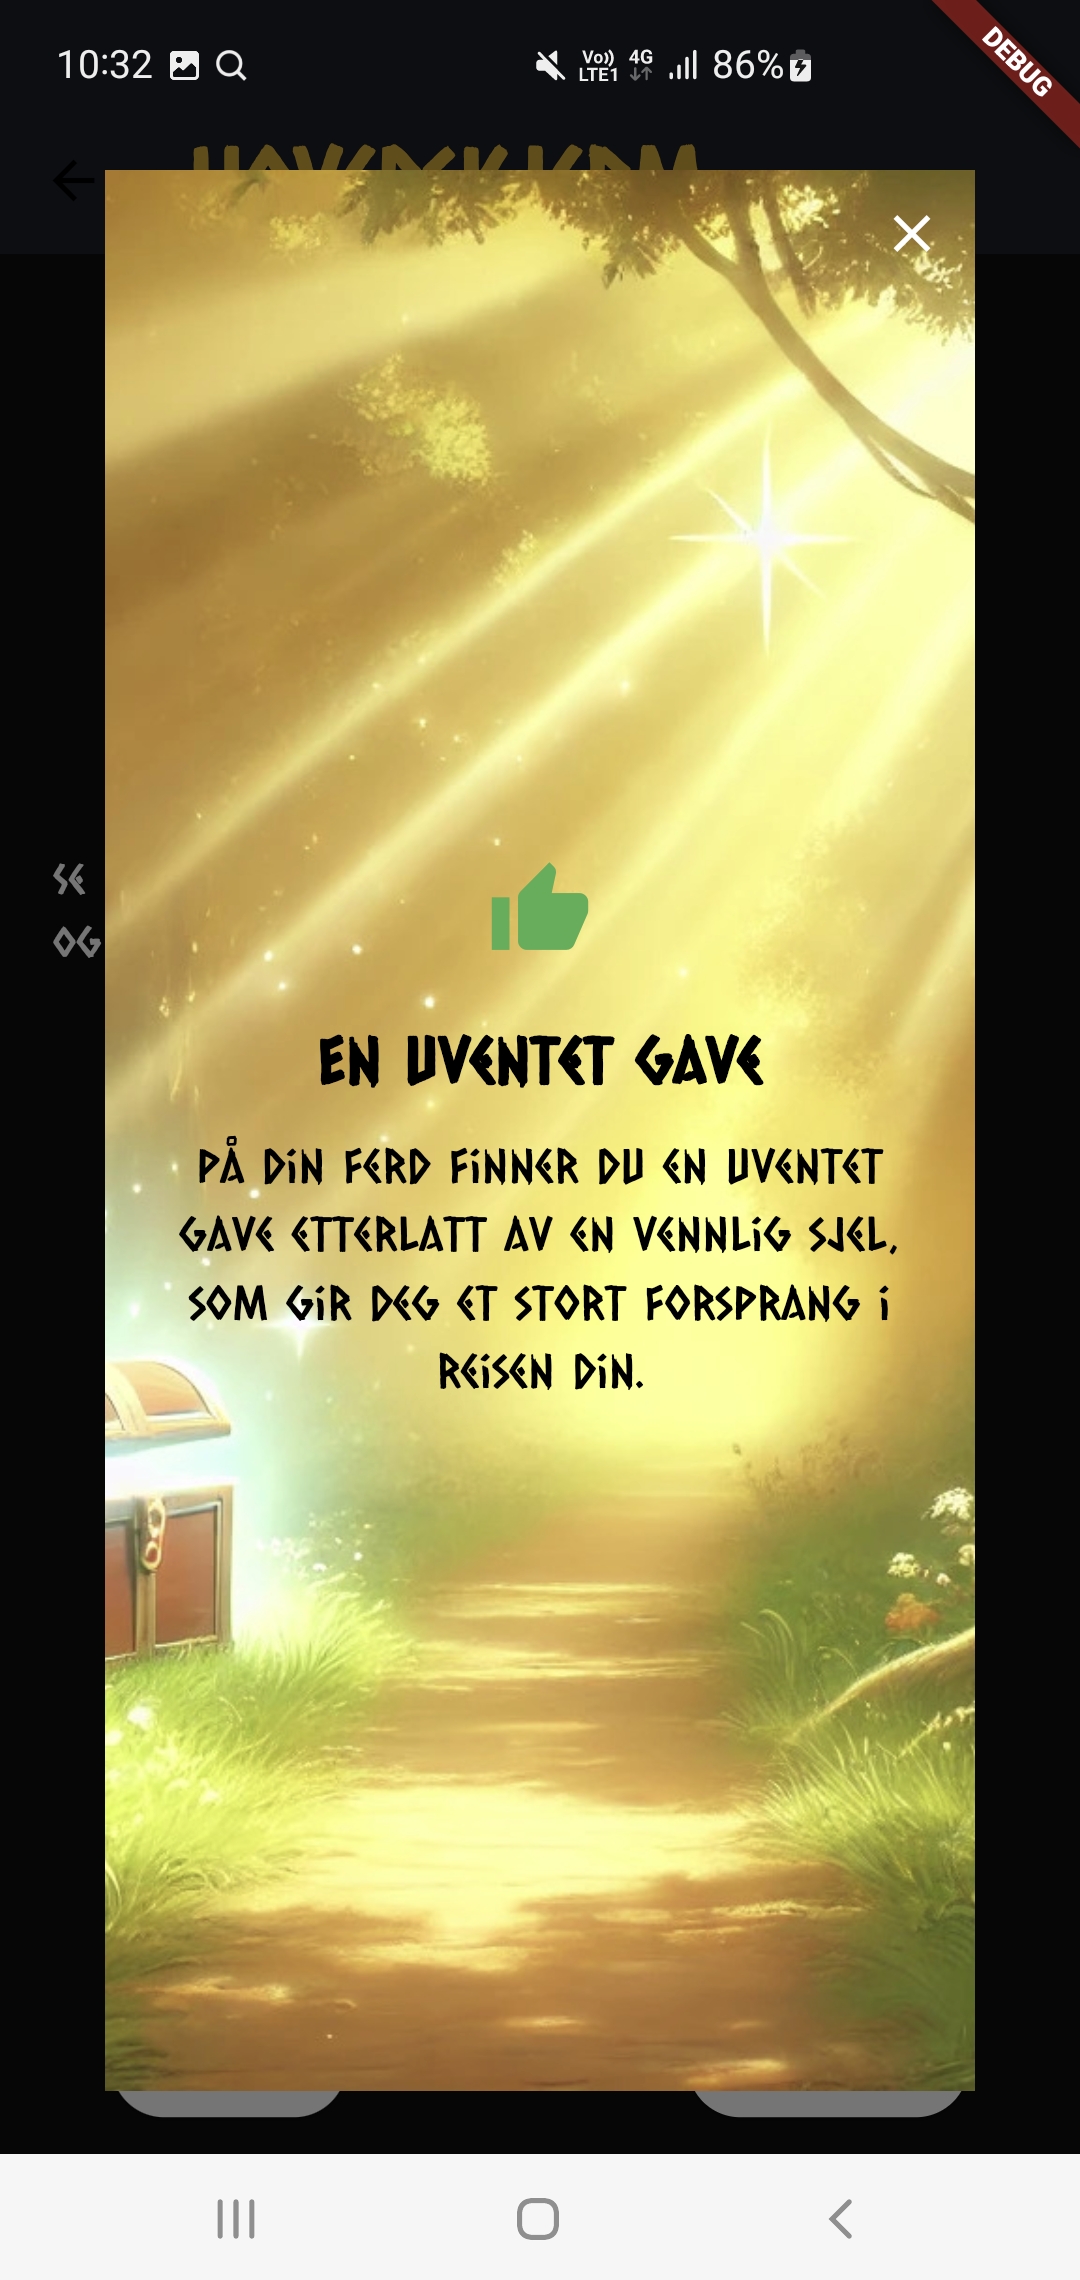 10:32
Vo))
LTE1
4G
86%
DEBUG
SE
OG
EN UVENTET GAVE
PÅ DIN FERD FINNER DU EN UVENTET
GAVE ETTERLATT AV EN VENNLIG SJEL,
SOM GIR DEG ET STORT FORSPRANG I
REISEN DIN.